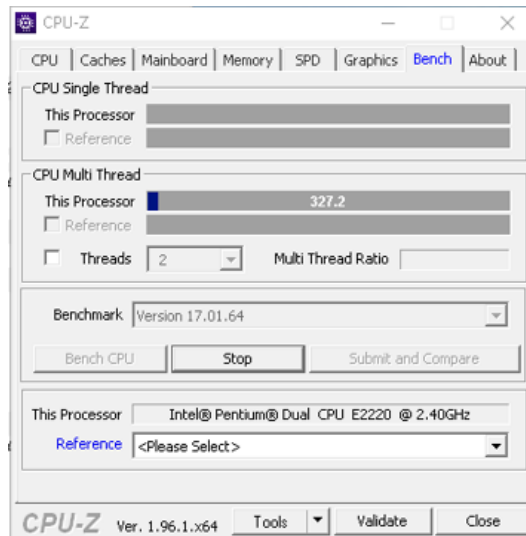 CPU-Z
CPU Caches Mainboard Memory SPD Graphics Bench About
CPU Single Thread
This Processor
Reference
CPU Multi Thread
This Processor 327.2
Reference
Threads 2 Multi Thread Ratio
Benchmark Version 17.01.64
Bench CPU Stop Submit and Compare
This Processor Intel® Pentium® Dual CPU E2220 @ 2.40GHz
Reference <Please Select>
CPU-Z Ver. 1.96.1.x64 Tools Validate Close